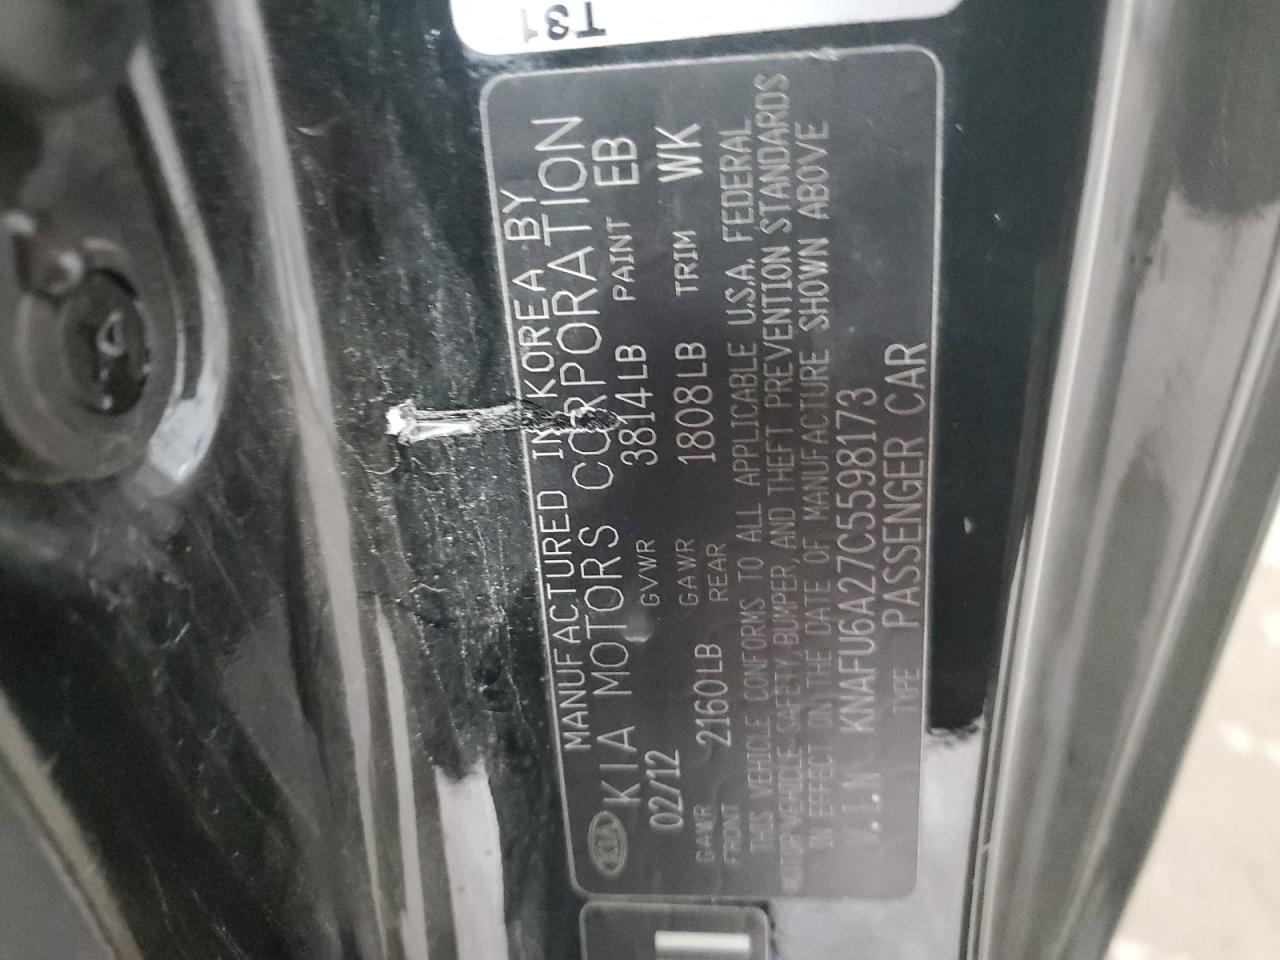 T31
MANUFACTURED IN KOREA BY
KIA KIA MOTORS CORPORATION
02/12 GVWR 3814LB PAINT EB
GAWR FRONT 2160LB GAWR REAR 1808LB TRIM WK
THIS VEHICLE CONFORMS TO ALL APPLICABLE U.S.A. FEDERAL
MOTOR VEHICLE SAFETY, BUMPER, AND THEFT PREVENTION STANDARDS
IN EFFECT ON THE DATE OF MANUFACTURE SHOWN ABOVE
V.I.N KNAFU6A27C5598173
TYPE PASSENGER CAR